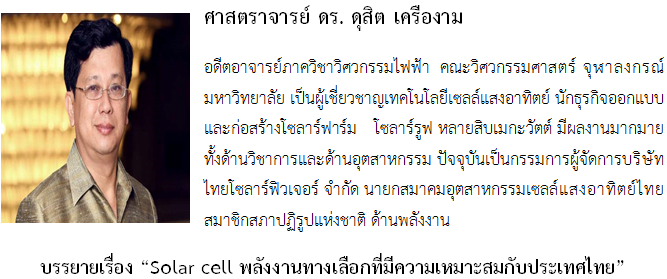 ศาสตราจารย์ ดร. ดุสิต เครืองาม
อดีตอาจารย์ภาควิชาวิศวกรรมไฟฟ้า คณะวิศวกรรมศาสตร์ จุฬาลงกรณ์
มหาวิทยาลัย เป็นผู้เชี่ยวชาญเทคโนโลยีเซลล์แสงอาทิตย์ นักธุรกิจออกแบบ
และก่อสร้างโซลาร์ฟาร์ม โซลาร์รูฟ หลายสิบเมกะวัตต์ มีผลงานมากมาย
ทั้งด้านวิชาการและด้านอุตสาหกรรม ปัจจุบันเป็นกรรมการผู้จัดการบริษัท
ไทยโซลาร์ฟิวเจอร์ จำกัด นายกสมาคมอุตสาหกรรมเซลล์แสงอาทิตย์ไทย
สมาชิกสภาปฏิรูปแห่งชาติ ด้านพลังงาน
บรรยายเรื่อง “Solar cell พลังงานทางเลือกที่มีความเหมาะสมกับประเทศไทย”